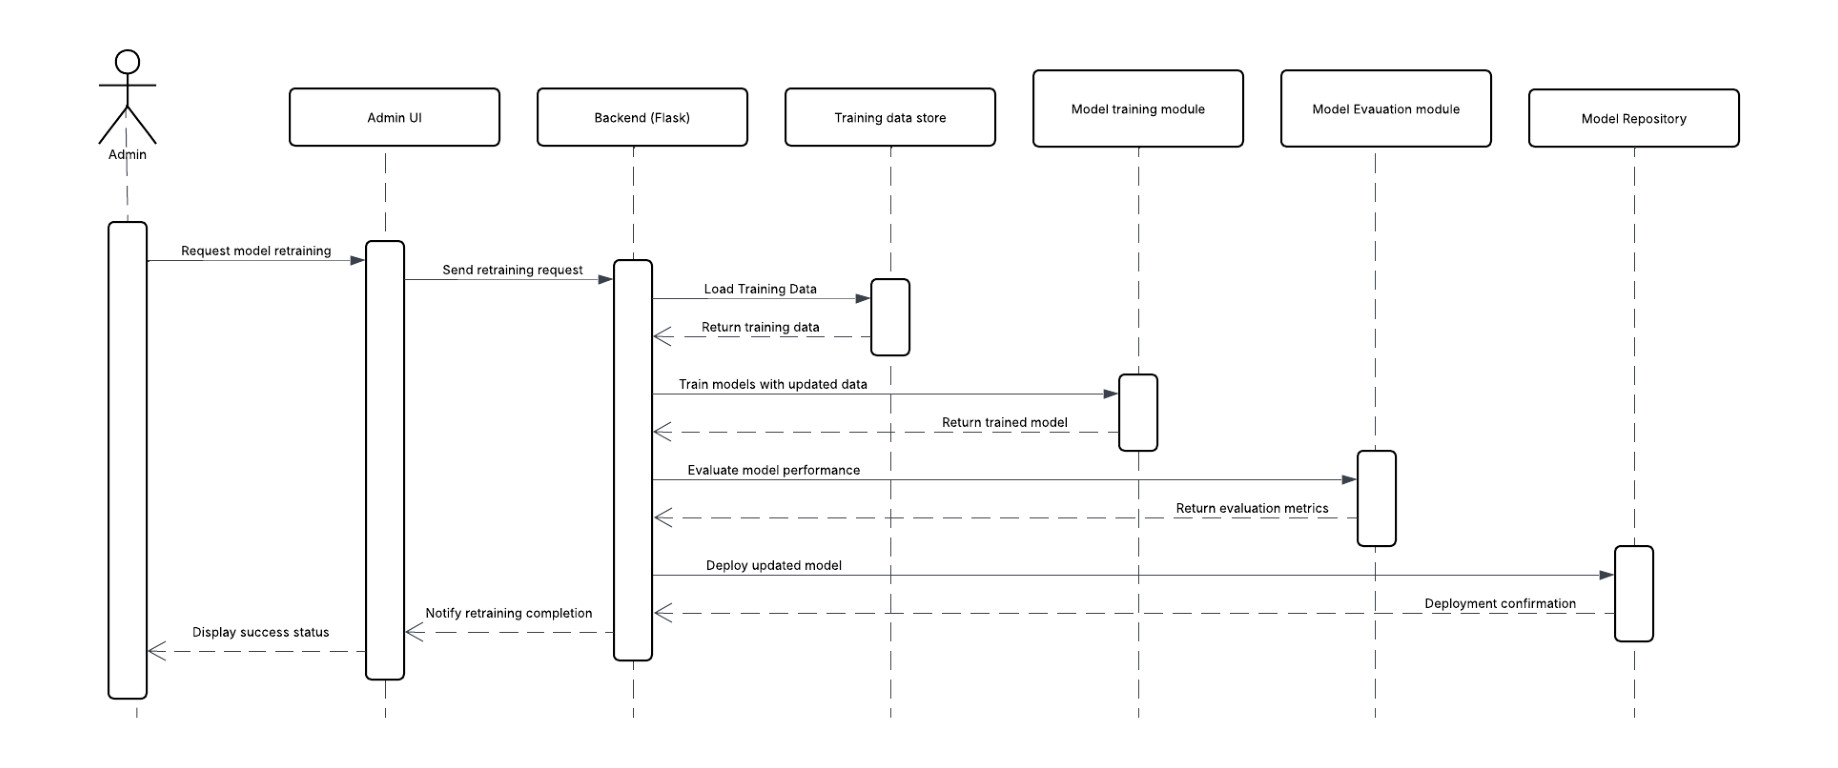 Admin
Admin UI
Backend (Flask)
Training data store
Model training module
Model Evauation module
Model Repository
Request model retraining
Send retraining request
Load Training Data
Return training data
Train models with updated data
Return trained model
Evaluate model performance
Return evaluation metrics
Deploy updated model
Deployment confirmation
Notify retraining completion
Display success status